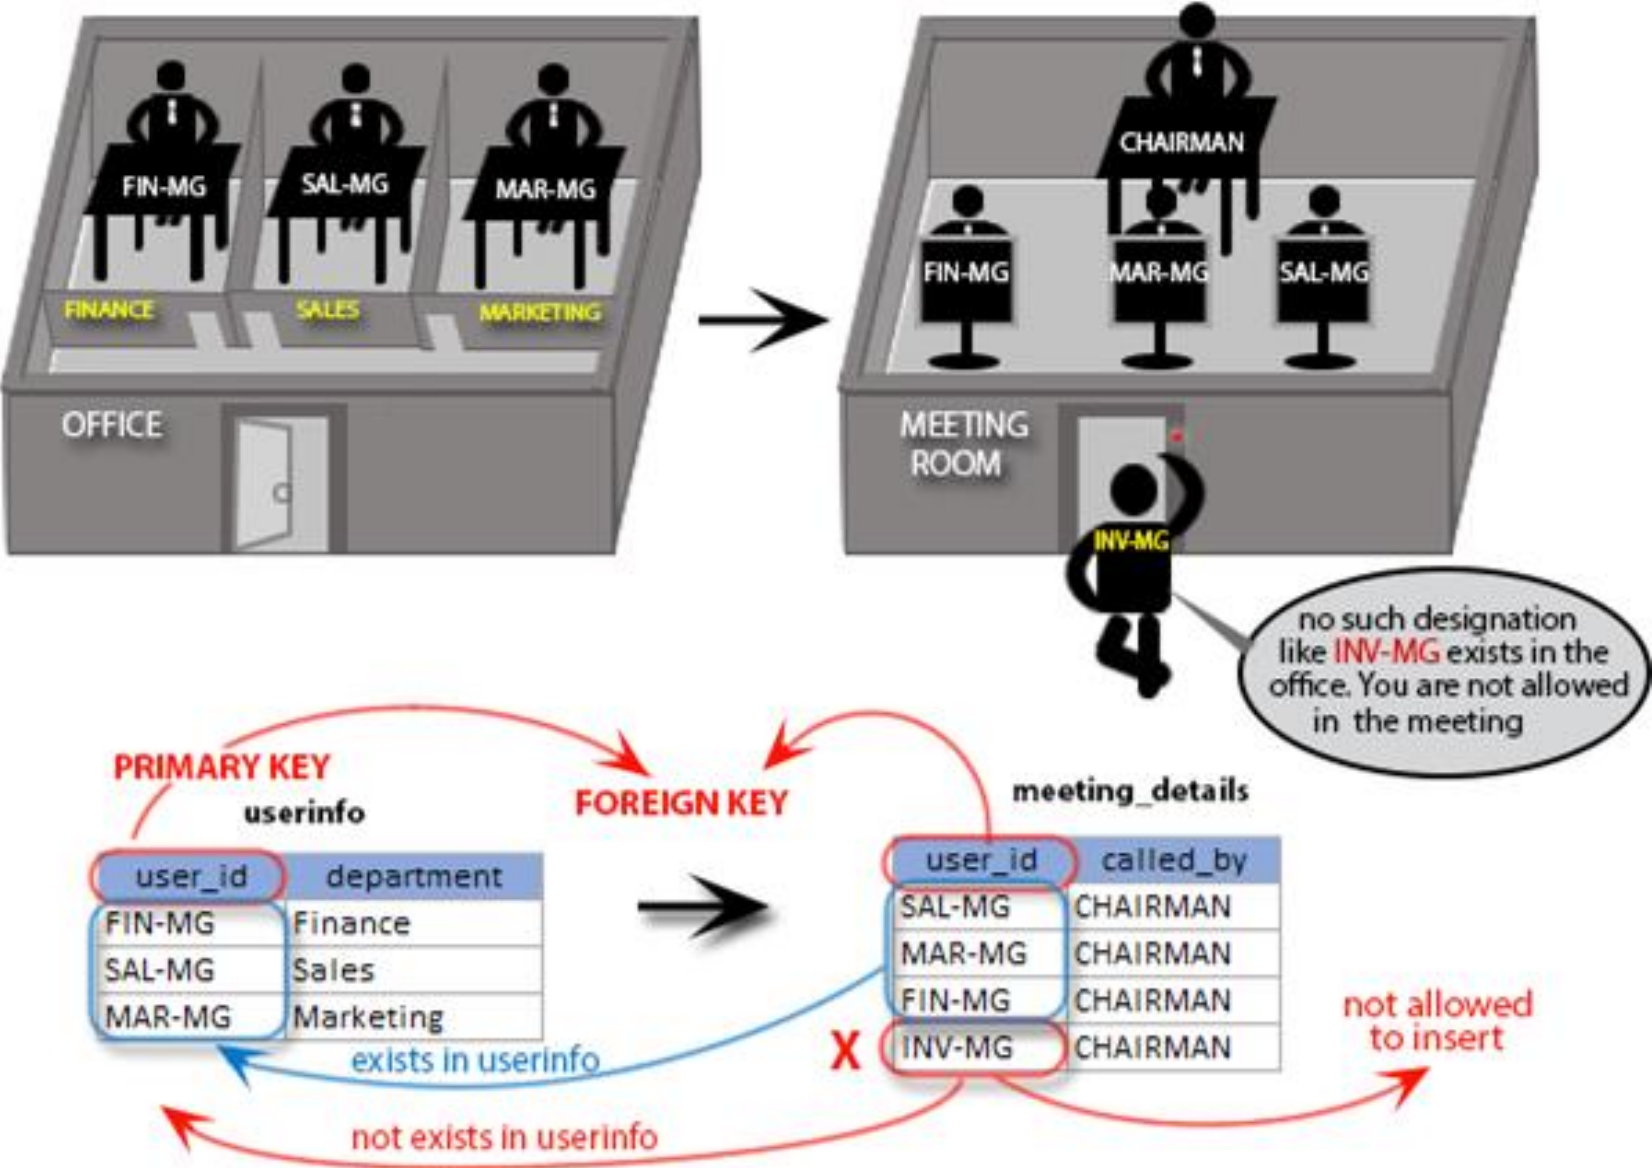 FIN-MG
SAL-MG
MAR-MG
FINANCE
SALES
MARKETING
OFFICE
CHAIRMAN
FIN-MG
MAR-MG
SAL-MG
MEETING
ROOM
INV-MG
no such designation
like INV-MG exists in the
office. You are not allowed
in the meeting
PRIMARY KEY
userinfo
FOREIGN KEY
meeting_details
user_id department
FIN-MG Finance
SAL-MG Sales
MAR-MG Marketing
user_id called_by
SAL-MG CHAIRMAN
MAR-MG CHAIRMAN
FIN-MG CHAIRMAN
X INV-MG CHAIRMAN
exists in userinfo
not exists in userinfo
not allowed
to insert